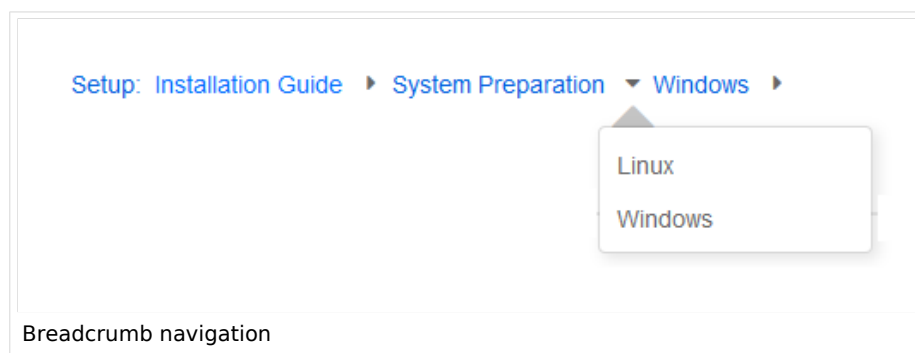 Setup: Installation Guide System Preparation Windows
Linux
Windows
Breadcrumb navigation